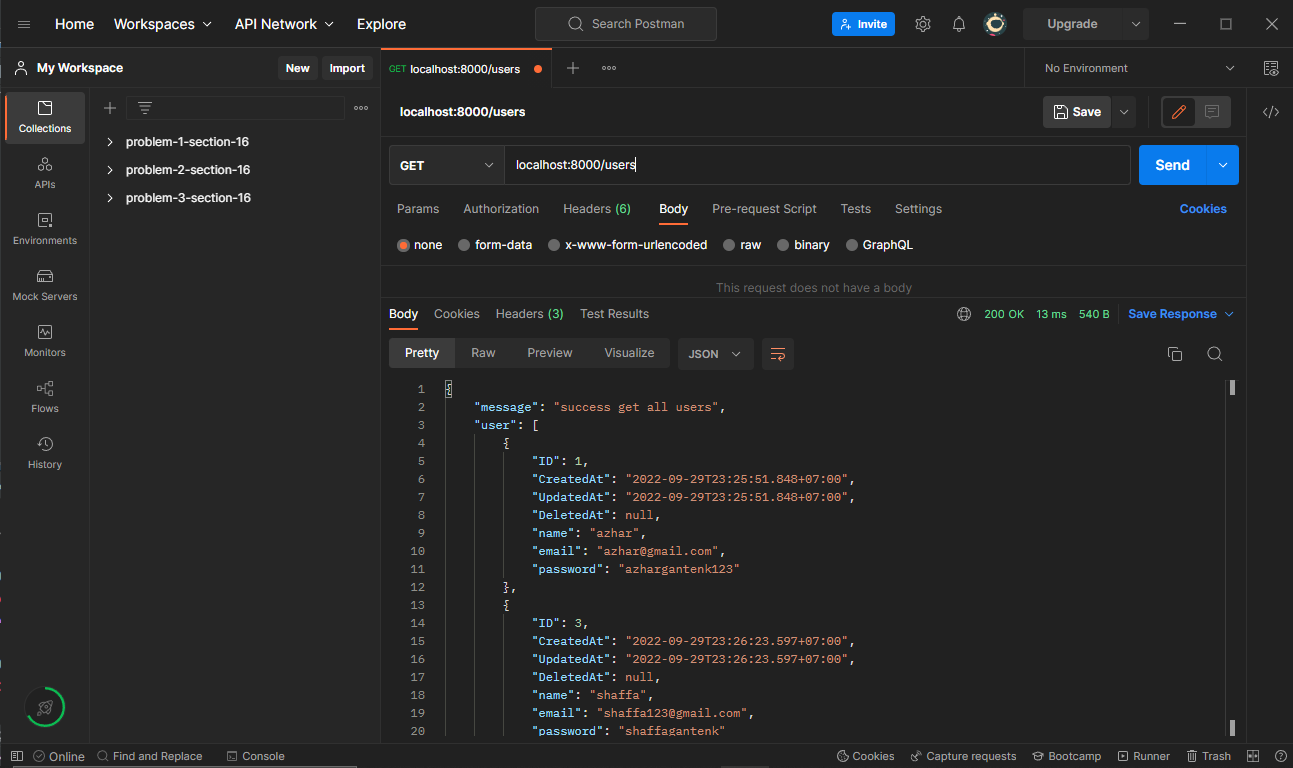 Home Workspaces API Network Explore Search Postman Invite Upgrade
My Workspace New Import GET localhost:8000/users No Environment
localhost:8000/users Save
Collections
APIs
Environments
Mock Servers
Monitors
Flows
History
problem-1-section-16
problem-2-section-16
problem-3-section-16
GET localhost:8000/users Send
Params Authorization Headers (6) Body Pre-request Script Tests Settings Cookies
none form-data x-www-form-urlencoded raw binary GraphQL
This request does not have a body
Body Cookies Headers (3) Test Results 200 OK 13 ms 540 B Save Response
Pretty Raw Preview Visualize JSON
1 {
2 "message": "success get all users",
3 "user": [
4 {
5 "ID": 1,
6 "CreatedAt": "2022-09-29T23:25:51.848+07:00",
7 "UpdatedAt": "2022-09-29T23:25:51.848+07:00",
8 "DeletedAt": null,
9 "name": "azhar",
10 "email": "azhar@gmail.com",
11 "password": "azhargantenk123"
12 },
13 {
14 "ID": 3,
15 "CreatedAt": "2022-09-29T23:26:23.597+07:00",
16 "UpdatedAt": "2022-09-29T23:26:23.597+07:00",
17 "DeletedAt": null,
18 "name": "shaffa",
19 "email": "shaffa123@gmail.com",
20 "password": "shaffagantenk"
Online Find and Replace Console Cookies Capture requests Bootcamp Runner Trash